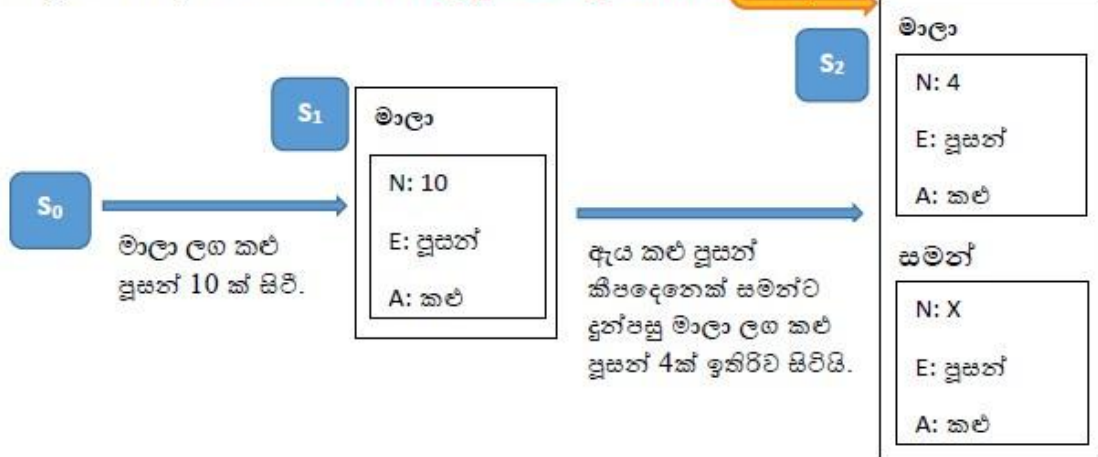 S0
මාලා ලග කළු
පූසන් 10 ක් සිටී.
S1
මාලා
N: 10
E: පූසන්
A: කළු
ඇය කළු පූසන්
කීපදෙනෙක් සමන්ට
දුන්පසු මාලා ලග කළු
පූසන් 4ක් ඉතිරිව සිටියි.
S2
මාලා
N: 4
E: පූසන්
A: කළු
සමන්
N: X
E: පූසන්
A: කළු